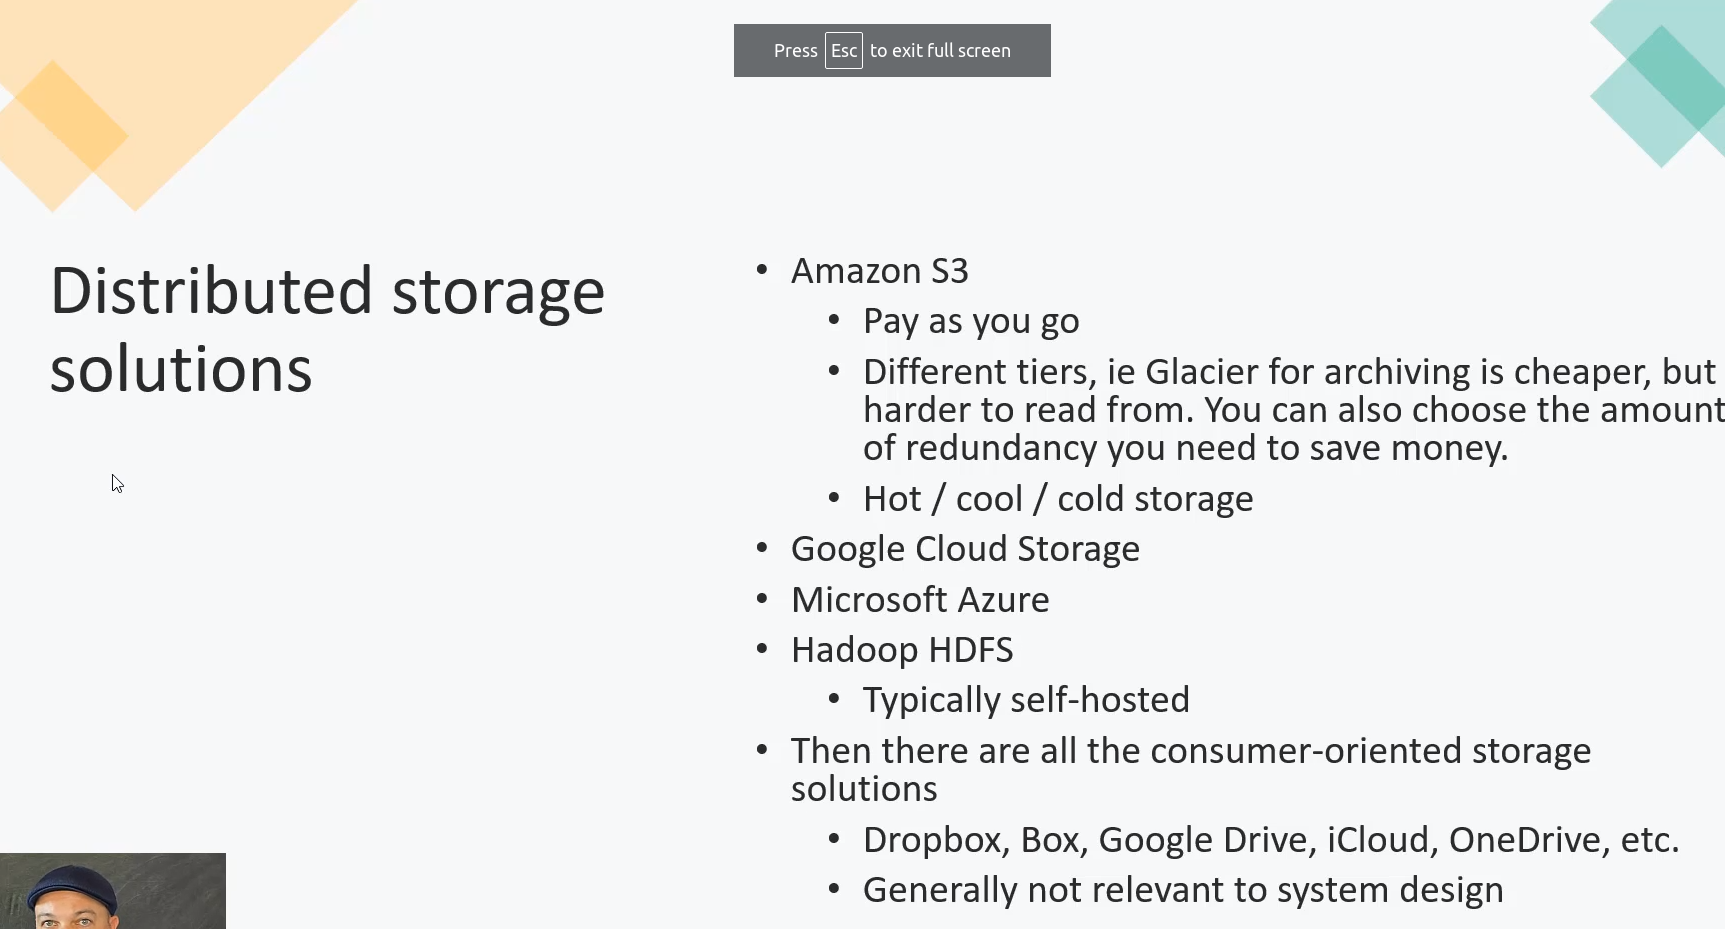 Press Esc to exit full screen
Distributed storage
solutions
• Amazon S3
• Pay as you go
• Different tiers, ie Glacier for archiving is cheaper, but
harder to read from. You can also choose the amount
of redundancy you need to save money.
• Hot / cool / cold storage
• Google Cloud Storage
• Microsoft Azure
• Hadoop HDFS
• Typically self-hosted
• Then there are all the consumer-oriented storage
solutions
• Dropbox, Box, Google Drive, iCloud, OneDrive, etc.
• Generally not relevant to system design